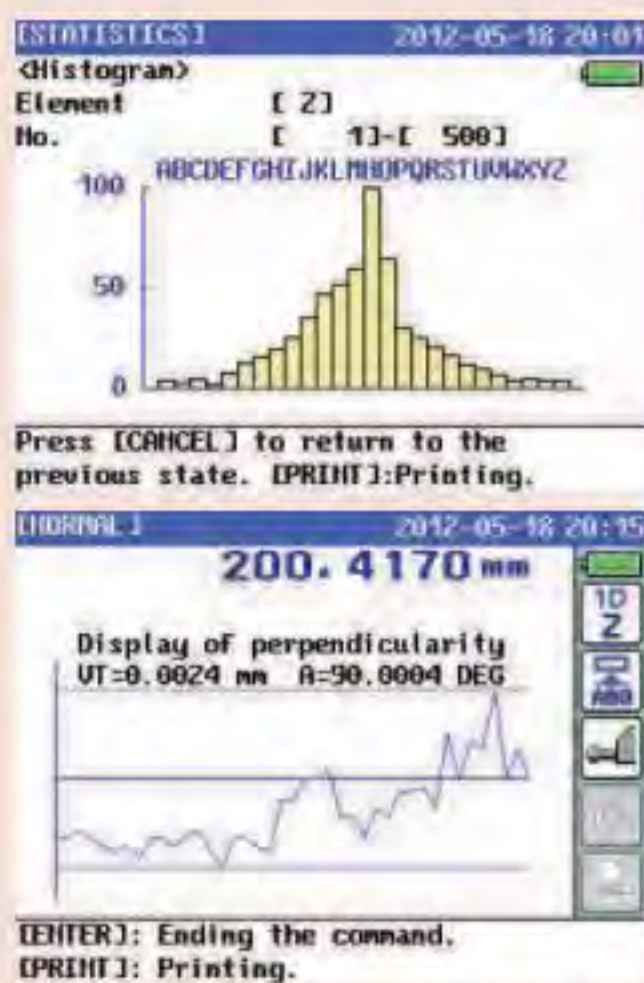 [STATISTICS] 2012-05-18 20:01
<Histogram>
Element [ Z]
No. [ 1]-[ 500]
ABCDEFGHIJKLMNOPQRSTUVWXYZ
100
50
0
Press [CANCEL] to return to the
previous state. [PRINT]:Printing.
[NORMAL] 2012-05-18 20:15
200.4170 mm
1D
Z
Display of perpendicularity
VT=0.0024 mm A=90.0004 DEG
ABS
[ENTER]: Ending the command.
[PRINT]: Printing.